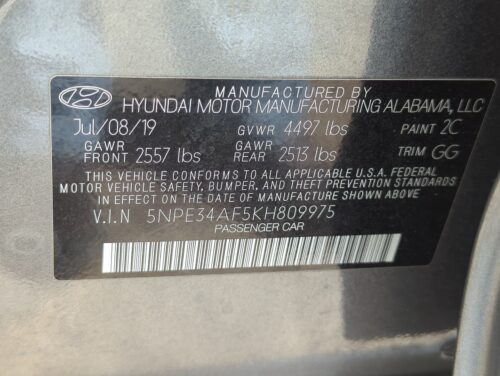 MANUFACTURED BY
HYUNDAI MOTOR MANUFACTURING ALABAMA, LLC
Jul/08/19 GVWR 4497 lbs PAINT 2C
GAWR FRONT 2557 lbs GAWR REAR 2513 lbs TRIM GG
THIS VEHICLE CONFORMS TO ALL APPLICABLE U.S.A. FEDERAL
MOTOR VEHICLE SAFETY, BUMPER, AND THEFT PREVENTION STANDARDS
IN EFFECT ON THE DATE OF MANUFACTURE SHOWN ABOVE
V.I.N 5NPE34AF5KH809975
PASSENGER CAR